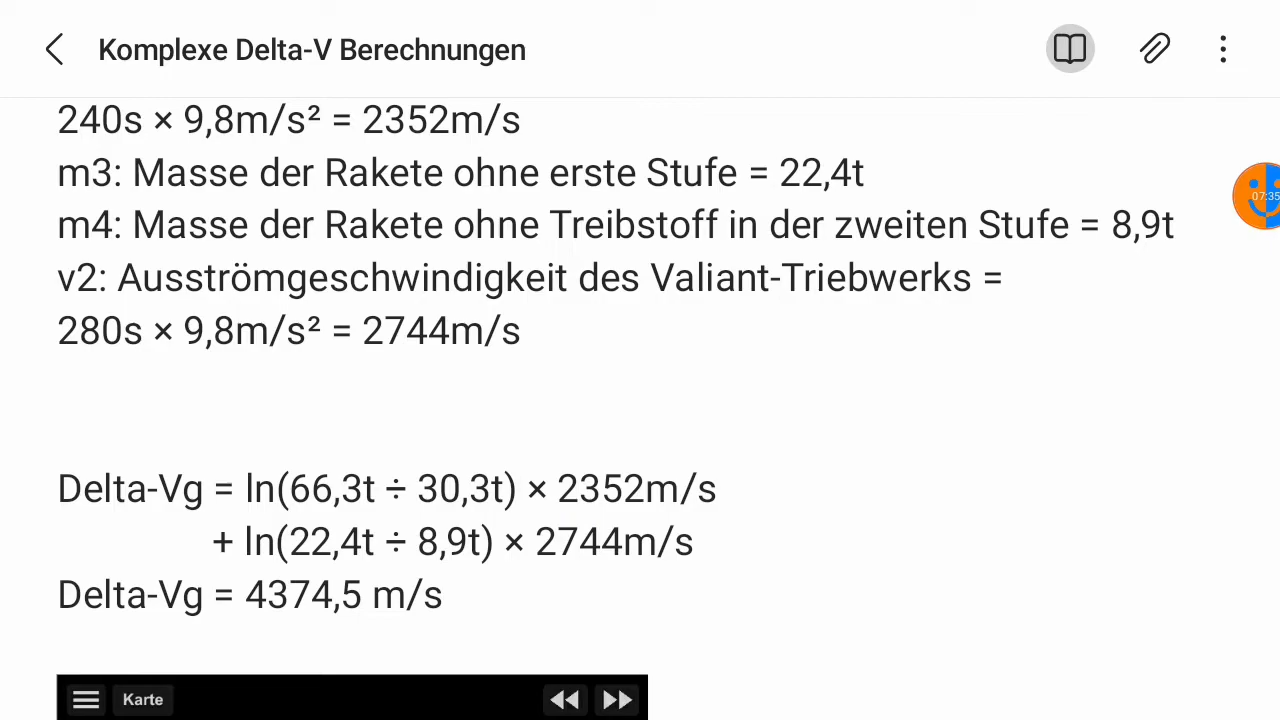 Komplexe Delta-V Berechnungen
240s × 9,8m/s² = 2352m/s
m3: Masse der Rakete ohne erste Stufe = 22,4t
07:35
m4: Masse der Rakete ohne Treibstoff in der zweiten Stufe = 8,9t
v2: Ausströmgeschwindigkeit des Valiant-Triebwerks =
280s × 9,8m/s² = 2744m/s
Delta-Vg = ln(66,3t ÷ 30,3t) × 2352m/s
+ ln(22,4t ÷ 8,9t) × 2744m/s
Delta-Vg = 4374,5 m/s
Karte